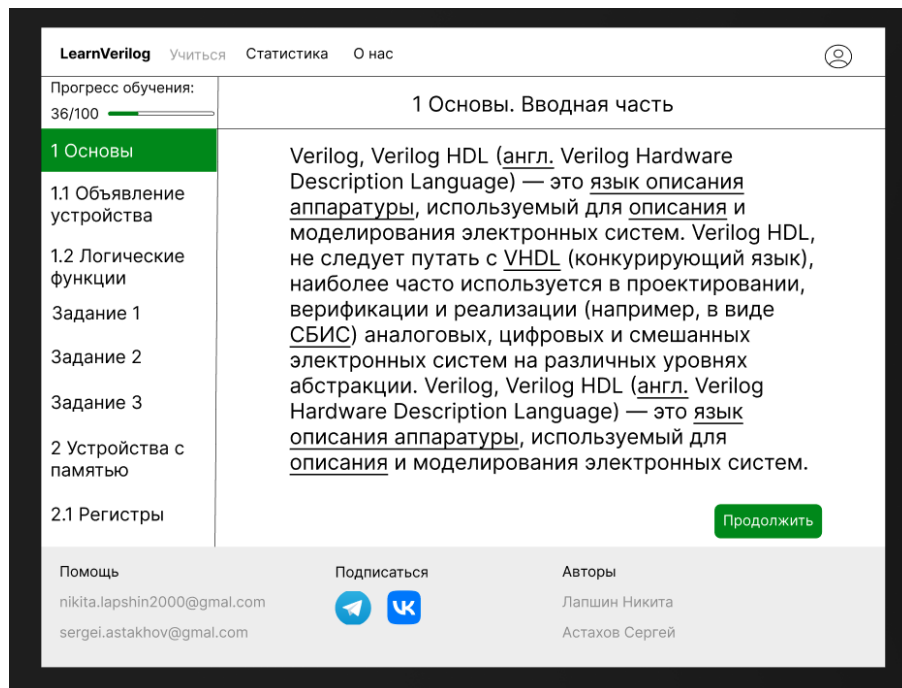 LearnVerilog Учиться Статистика О нас
Прогресс обучения:
36/100
1 Основы
1.1 Объявление
устройства
1.2 Логические
функции
Задание 1
Задание 2
Задание 3
2 Устройства с
памятью
2.1 Регистры
1 Основы. Вводная часть
Verilog, Verilog HDL (англ. Verilog Hardware
Description Language) — это язык описания
аппаратуры, используемый для описания и
моделирования электронных систем. Verilog HDL,
не следует путать с VHDL (конкурирующий язык),
наиболее часто используется в проектировании,
верификации и реализации (например, в виде
СБИС) аналоговых, цифровых и смешанных
электронных систем на различных уровнях
абстракции. Verilog, Verilog HDL (англ. Verilog
Hardware Description Language) — это язык
описания аппаратуры, используемый для
описания и моделирования электронных систем.
Продолжить
Помощь
nikita.lapshin2000@gmal.com
sergei.astakhov@gmal.com
Подписаться
Авторы
Лапшин Никита
Астахов Сергей